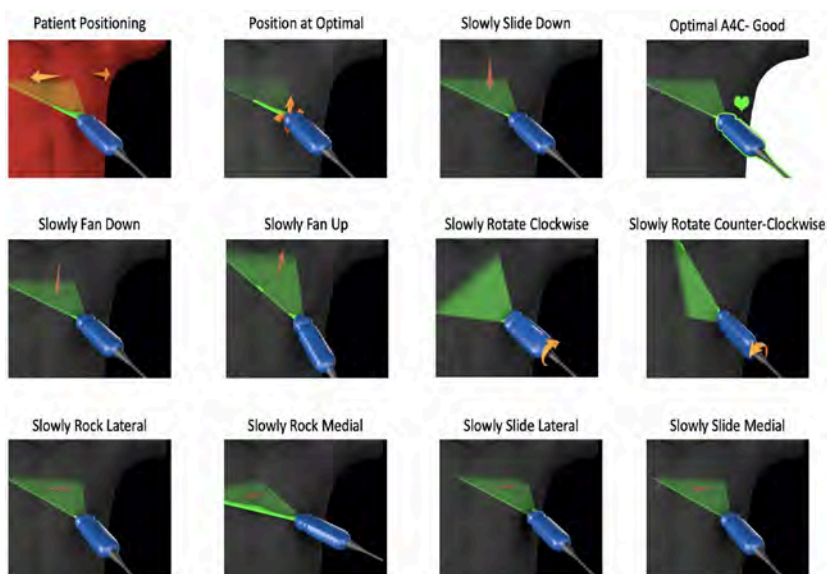 Patient Positioning
Position at Optimal
Slowly Slide Down
Optimal A4C- Good
Slowly Fan Down
Slowly Fan Up
Slowly Rotate Clockwise
Slowly Rotate Counter-Clockwise
Slowly Rock Lateral
Slowly Rock Medial
Slowly Slide Lateral
Slowly Slide Medial